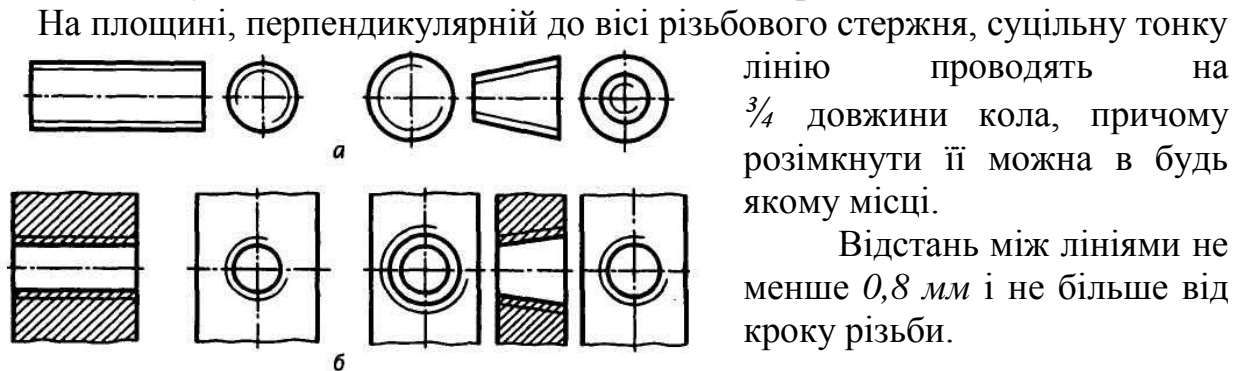 На площині, перпендикулярній до вісі різьбового стержня, суцільну тонку
лінію проводять на
¾ довжини кола, причому
розімкнути її можна в будь
якому місці.
Відстань між лініями не
менше 0,8 мм і не більше від
кроку різьби.
а
б